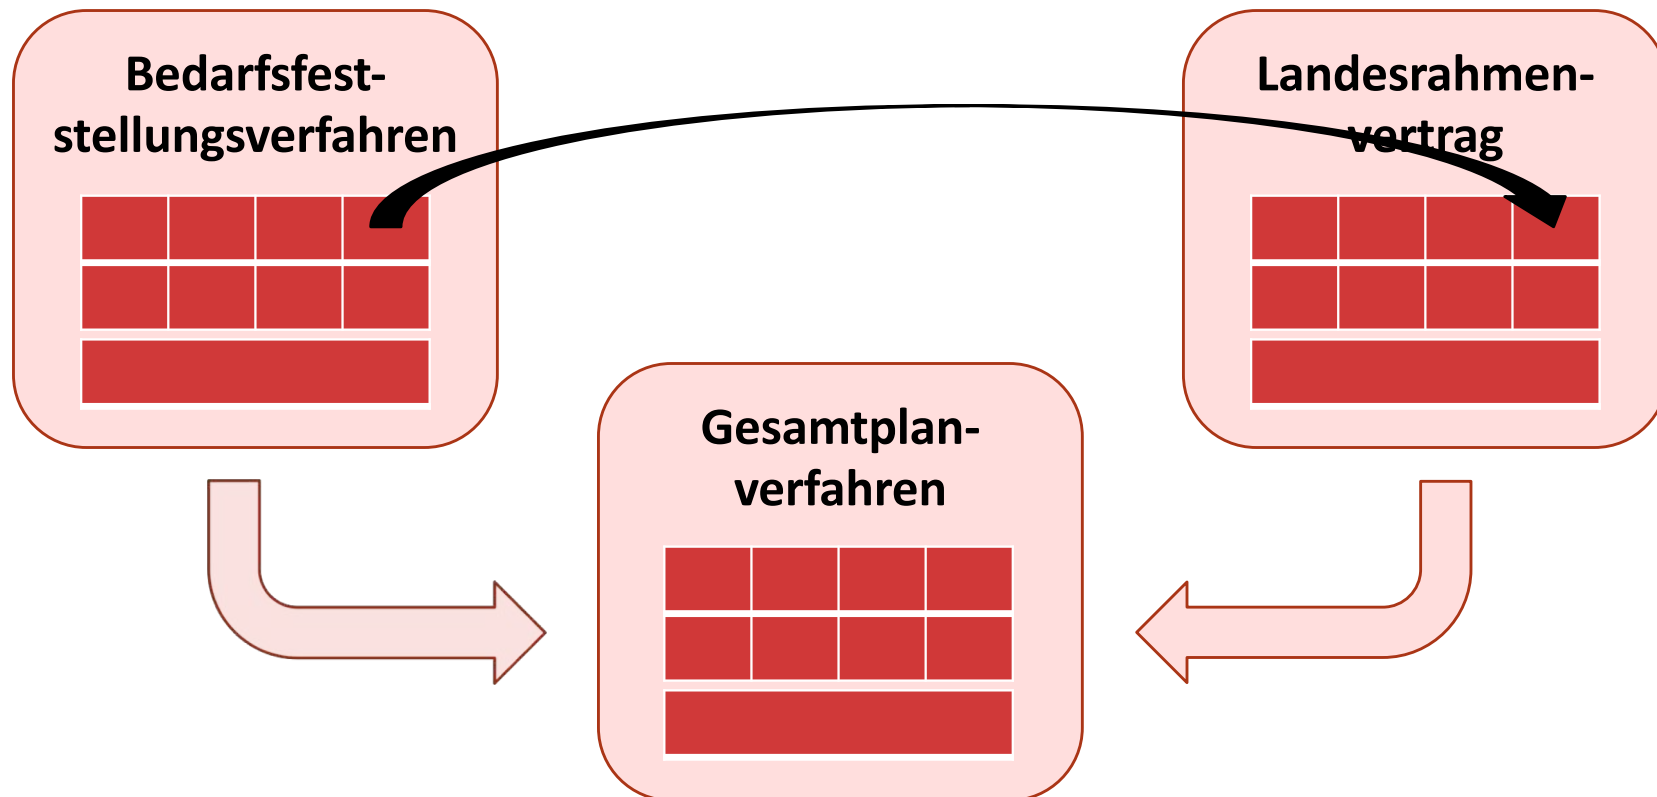 Bedarfsfest-
stellungsverfahren
Landesrahmen-
vertrag
Gesamtplan-
verfahren